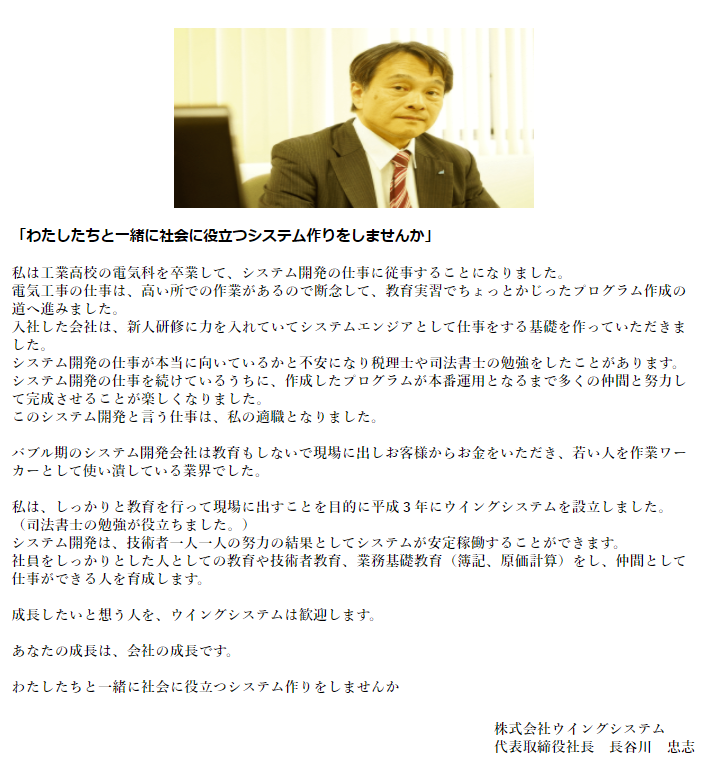 「わたしたちと一緒に社会に役立つシステム作りをしませんか」
私は工業高校の電気科を卒業して、システム開発の仕事に従事することになりました。
電気工事の仕事は、高い所での作業があるので断念して、教育実習でちょっとかじったプログラム作成の
道へ進みました。
入社した会社は、新人研修に力を入れていてシステムエンジアとして仕事をする基礎を作っていただきま
した。
システム開発の仕事が本当に向いているかと不安になり税理士や司法書士の勉強をしたことがあります。
システム開発の仕事を続けているうちに、作成したプログラムが本番運用となるまで多くの仲間と努力し
て完成させることが楽しくなりました。
このシステム開発と言う仕事は、私の適職となりました。
バブル期のシステム開発会社は教育もしないで現場に出しお客様からお金をいただき、若い人を作業ワー
カーとして使い潰している業界でした。
私は、しっかりと教育を行って現場に出すことを目的に平成3年にウイングシステムを設立しました。
（司法書士の勉強が役立ちました。）
システム開発は、技術者一人一人の努力の結果としてシステムが安定稼働することができます。
社員をしっかりとした人としての教育や技術者教育、業務基礎教育（簿記、原価計算）をし、仲間として
仕事ができる人を育成します。
成長したいと想う人を、ウイングシステムは歓迎します。
あなたの成長は、会社の成長です。
わたしたちと一緒に社会に役立つシステム作りをしませんか
株式会社ウイングシステム
代表取締役社長　長谷川　忠志